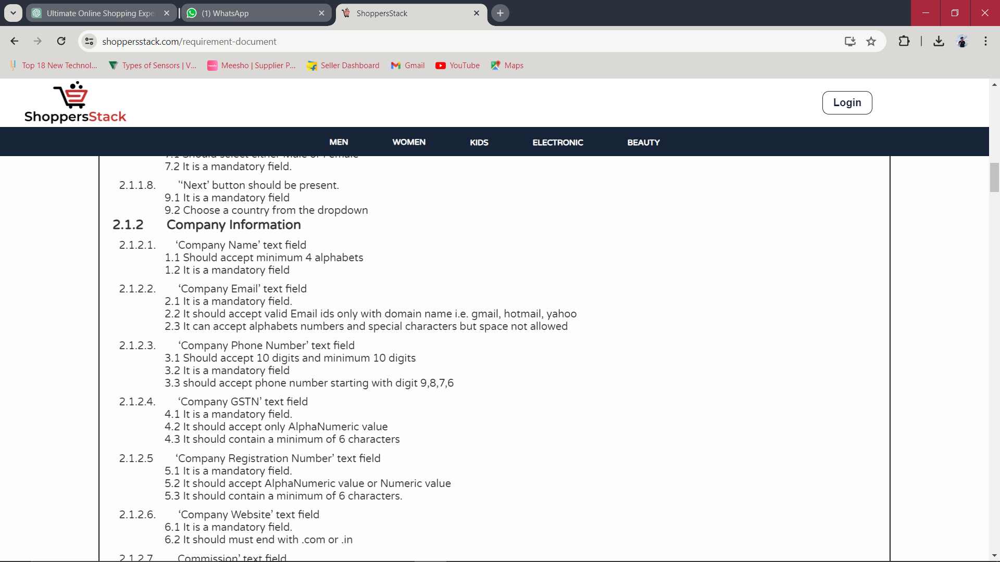 Ultimate Online Shopping Expe
(1) WhatsApp
ShoppersStack
shoppersstack.com/requirement-document
Top 18 New Technol...
Types of Sensors | V...
Meesho | Supplier P...
Seller Dashboard
Gmail
YouTube
Maps
ShoppersStack
Login
MEN
WOMEN
KIDS
ELECTRONIC
BEAUTY
7.1 Should select either Male or Female
7.2 It is a mandatory field.
2.1.1.8. "‘Next’ button should be present.
9.1 It is a mandatory field
9.2 Choose a country from the dropdown
2.1.2 Company Information
2.1.2.1. ‘Company Name’ text field
1.1 Should accept minimum 4 alphabets
1.2 It is a mandatory field
2.1.2.2. ‘Company Email’ text field
2.1 It is a mandatory field.
2.2 It should accept valid Email ids only with domain name i.e. gmail, hotmail, yahoo
2.3 It can accept alphabets numbers and special characters but space not allowed
2.1.2.3. ‘Company Phone Number’ text field
3.1 Should accept 10 digits and minimum 10 digits
3.2 It is a mandatory field
3.3 should accept phone number starting with digit 9,8,7,6
2.1.2.4. ‘Company GSTN’ text field
4.1 It is a mandatory field.
4.2 It should accept only AlphaNumeric value
4.3 It should contain a minimum of 6 characters
2.1.2.5 ‘Company Registration Number’ text field
5.1 It is a mandatory field.
5.2 It should accept AlphaNumeric value or Numeric value
5.3 It should contain a minimum of 6 characters.
2.1.2.6. ‘Company Website’ text field
6.1 It is a mandatory field.
6.2 It should must end with .com or .in
2.1.2.7 Commission’ text field